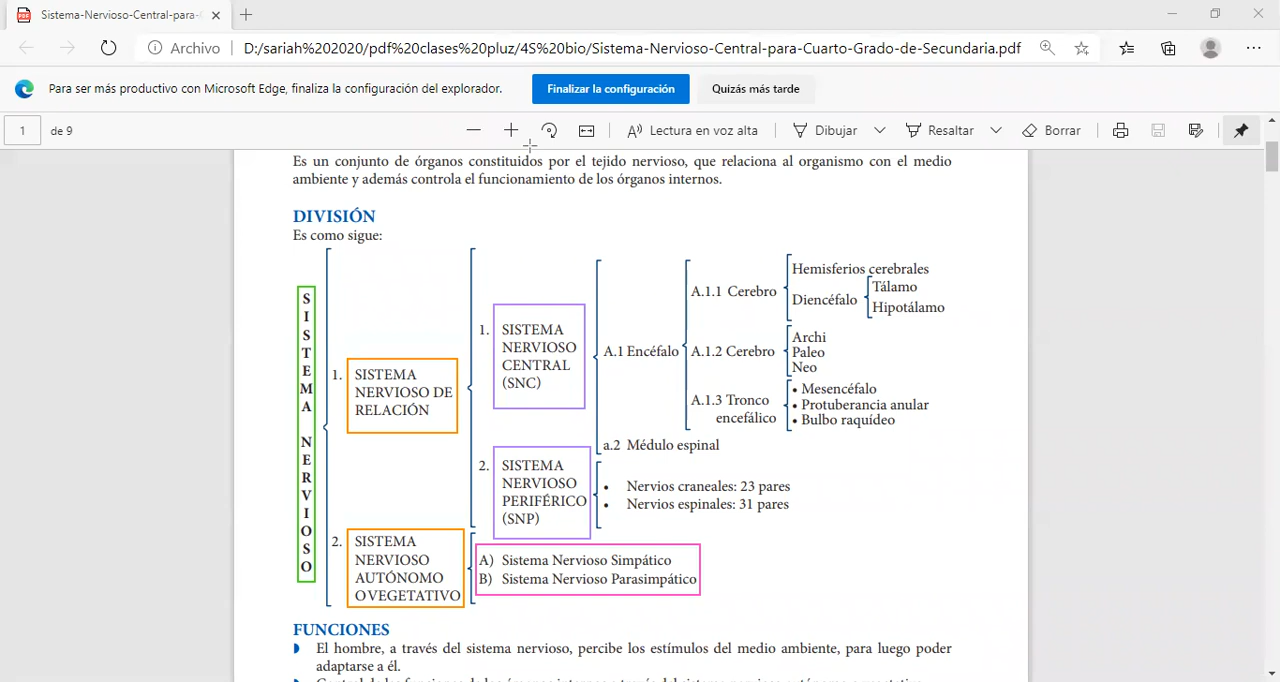 Sistema-Nervioso-Central-para-
Archivo D:/sariah%202020/pdf%20clases%20pluz/4S%20bio/Sistema-Nervioso-Central-para-Cuarto-Grado-de-Secundaria.pdf
Para ser más productivo con Microsoft Edge, finaliza la configuración del explorador. Finalizar la configuración Quizás más tarde
1 de 9 Lectura en voz alta Dibujar Resaltar Borrar
Es un conjunto de órganos constituidos por el tejido nervioso, que relaciona al organismo con el medio
ambiente y además controla el funcionamiento de los órganos internos.
DIVISIÓN
Es como sigue:
SISTEMA NERVIOSO
1. SISTEMA
NERVIOSO DE
RELACIÓN
1. SISTEMA
NERVIOSO
CENTRAL
(SNC)
A.1 Encéfalo
A.1.1 Cerebro
Hemisferios cerebrales
Diencéfalo
Tálamo
Hipotálamo
A.1.2 Cerebro
Archi
Paleo
Neo
A.1.3 Tronco
encefálico
• Mesencéfalo
• Protuberancia anular
• Bulbo raquídeo
a.2 Médulo espinal
2. SISTEMA
NERVIOSO
PERIFÉRICO
(SNP)
• Nervios craneales: 23 pares
• Nervios espinales: 31 pares
2. SISTEMA
NERVIOSO
AUTÓNOMO
O VEGETATIVO
A) Sistema Nervioso Simpático
B) Sistema Nervioso Parasimpático
FUNCIONES
El hombre, a través del sistema nervioso, percibe los estímulos del medio ambiente, para luego poder
adaptarse a él.